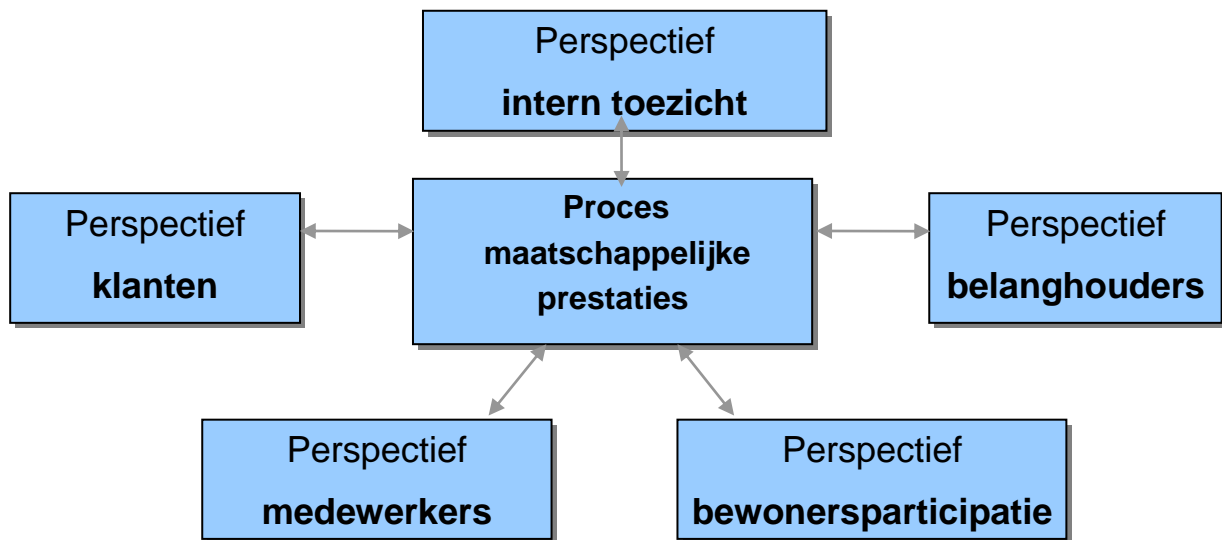 Perspectief
intern toezicht
Perspectief
klanten
Proces
maatschappelijke
prestaties
Perspectief
belanghouders
Perspectief
medewerkers
Perspectief
bewonersparticipatie